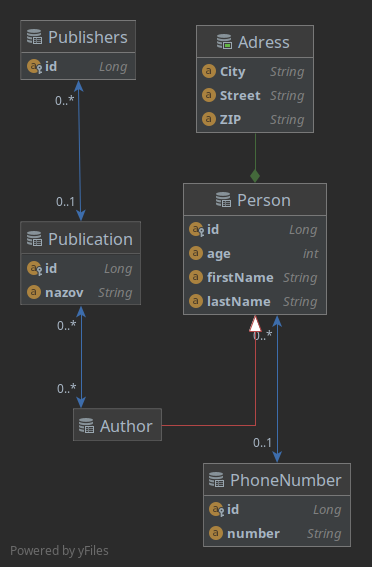 Publishers
id Long
0..*
0..1
Adress
City String
Street String
ZIP String
Publication
id Long
nazov String
0..*
0..*
Person
id Long
age int
firstName String
lastName String
0..*
0..1
Author
PhoneNumber
id Long
number String
Powered by yFiles